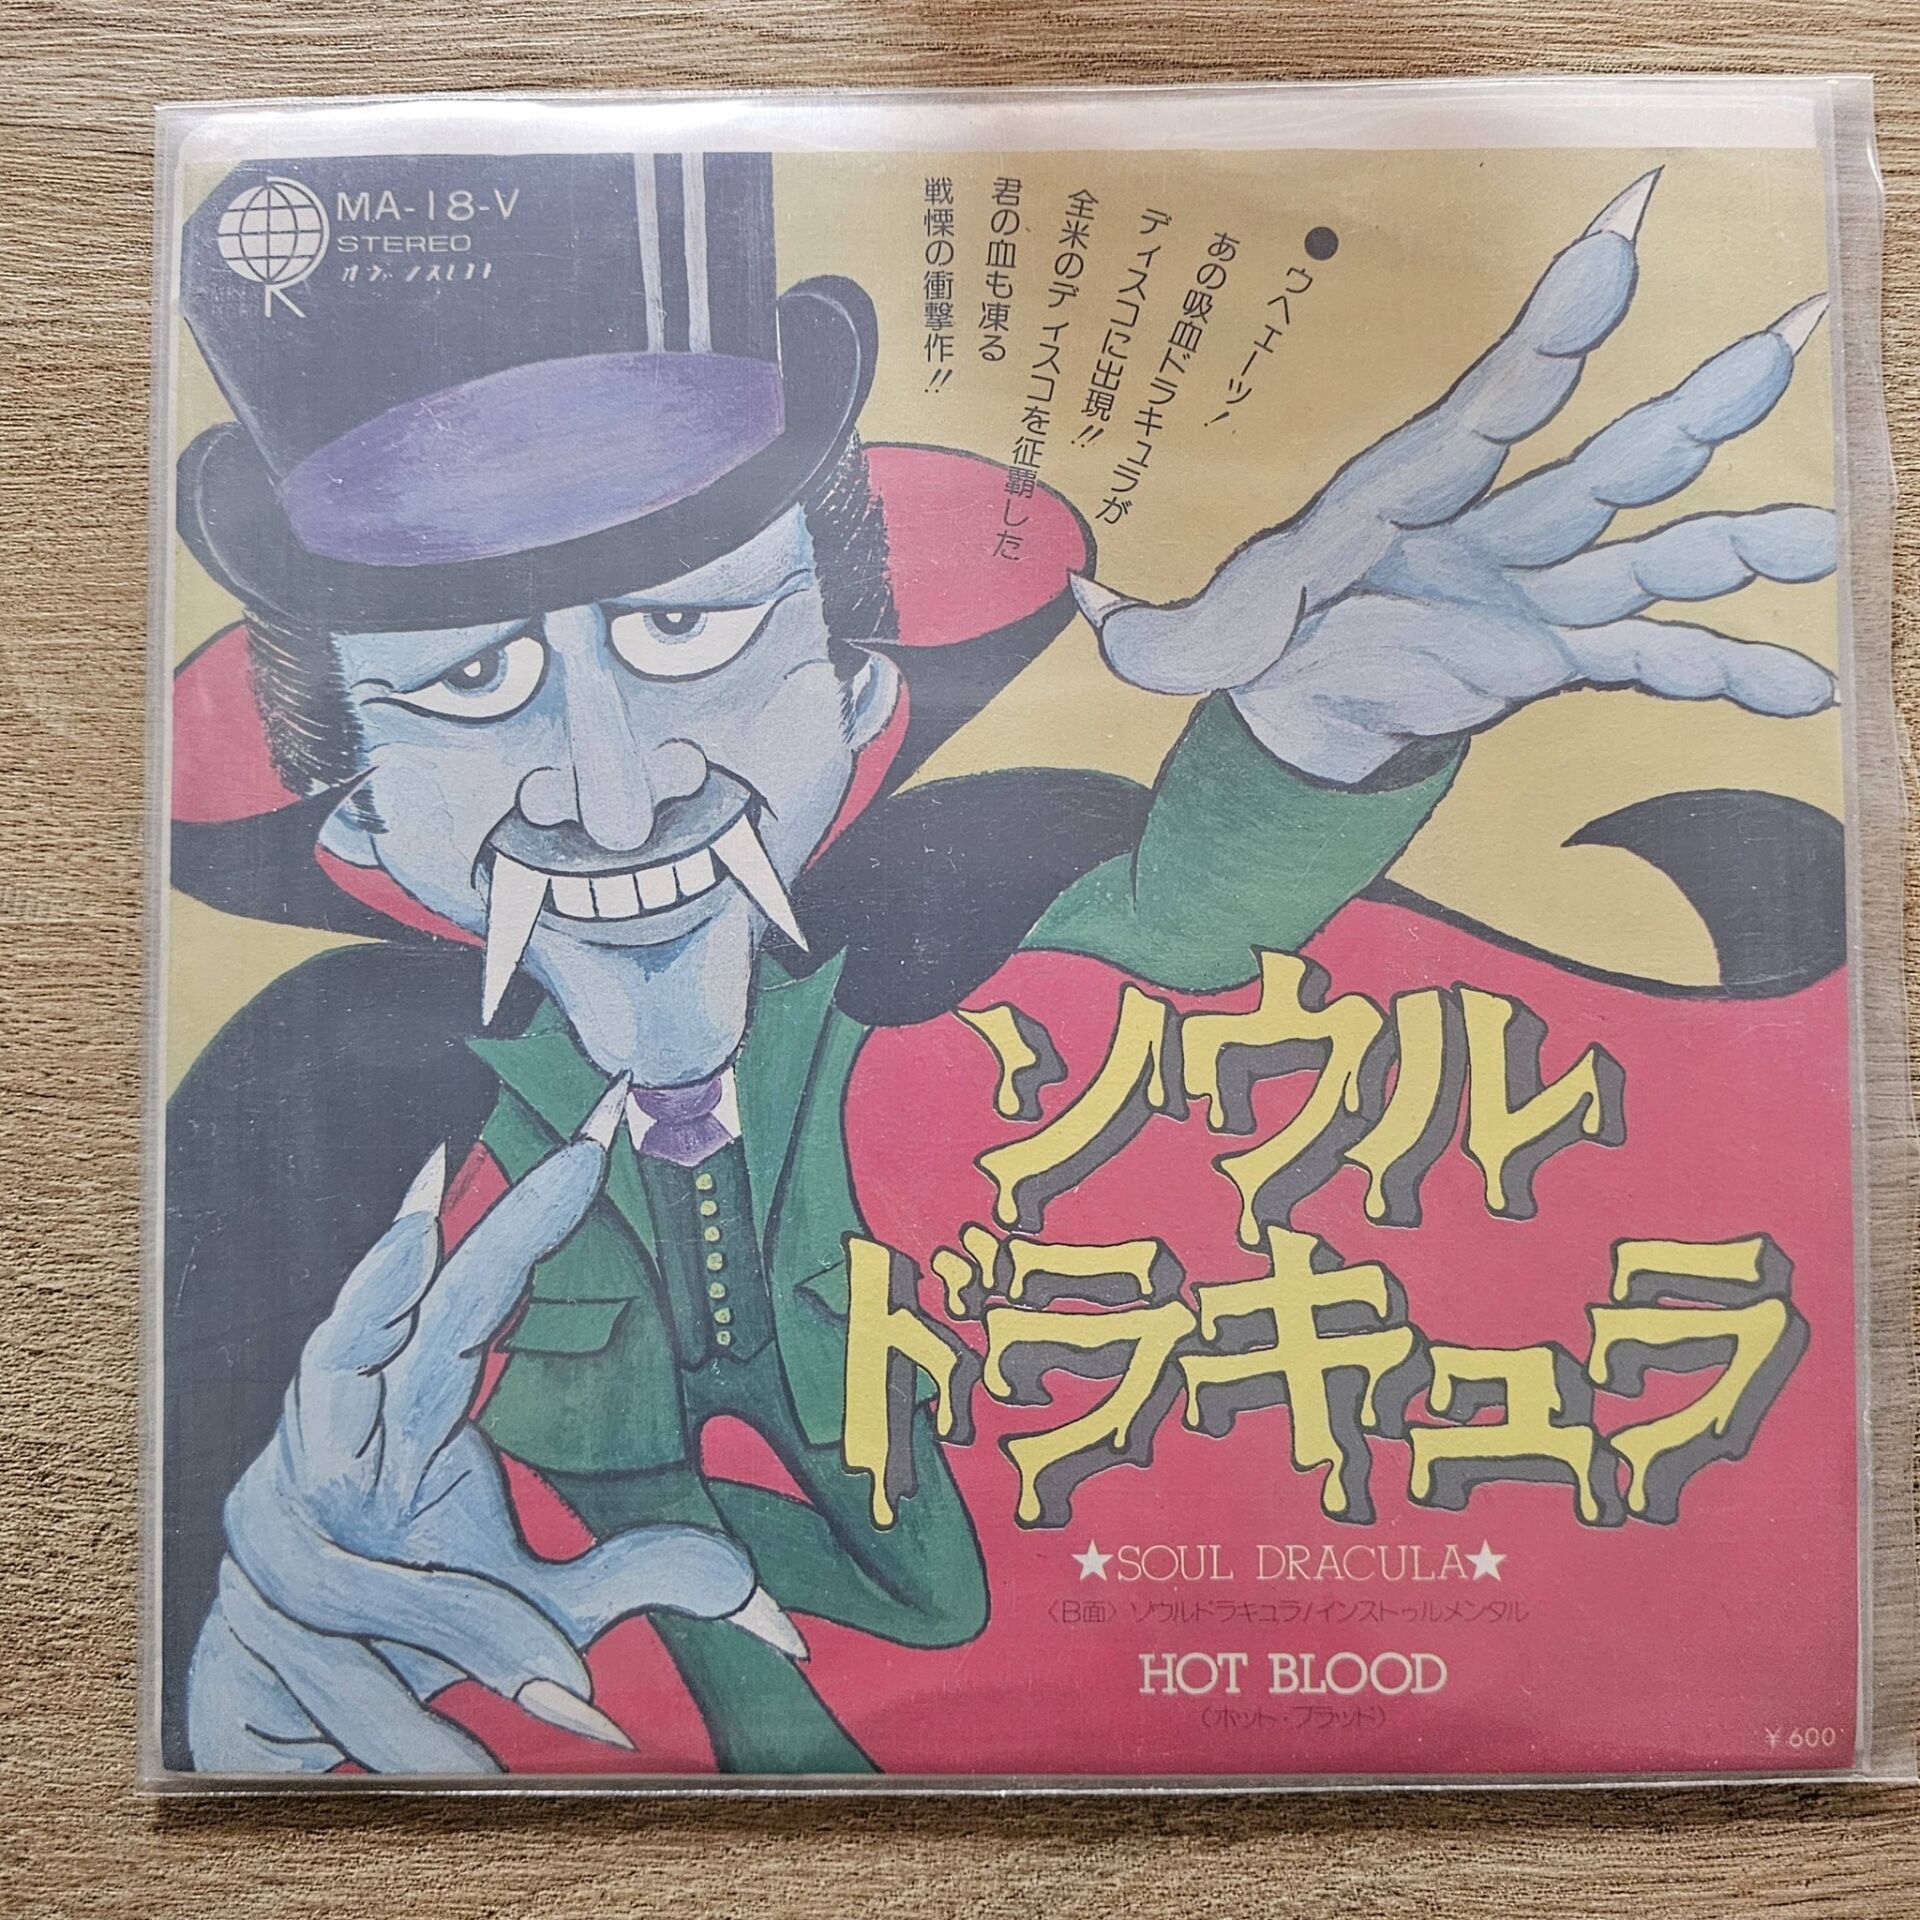 MA-18-V
STEREO
オヴァンスレコード
●ウヘェーッ!
あの吸血ドラキュラが
ディスコに出現!!
全米のディスコを征覇した
君の血も凍る
戦慄の衝撃作!!
ソウル
ドラキュラ
★SOUL DRACULA★
〈B面〉ソウルドラキュラ/インストゥルメンタル
HOT BLOOD
(ホット・ブラッド)
¥600